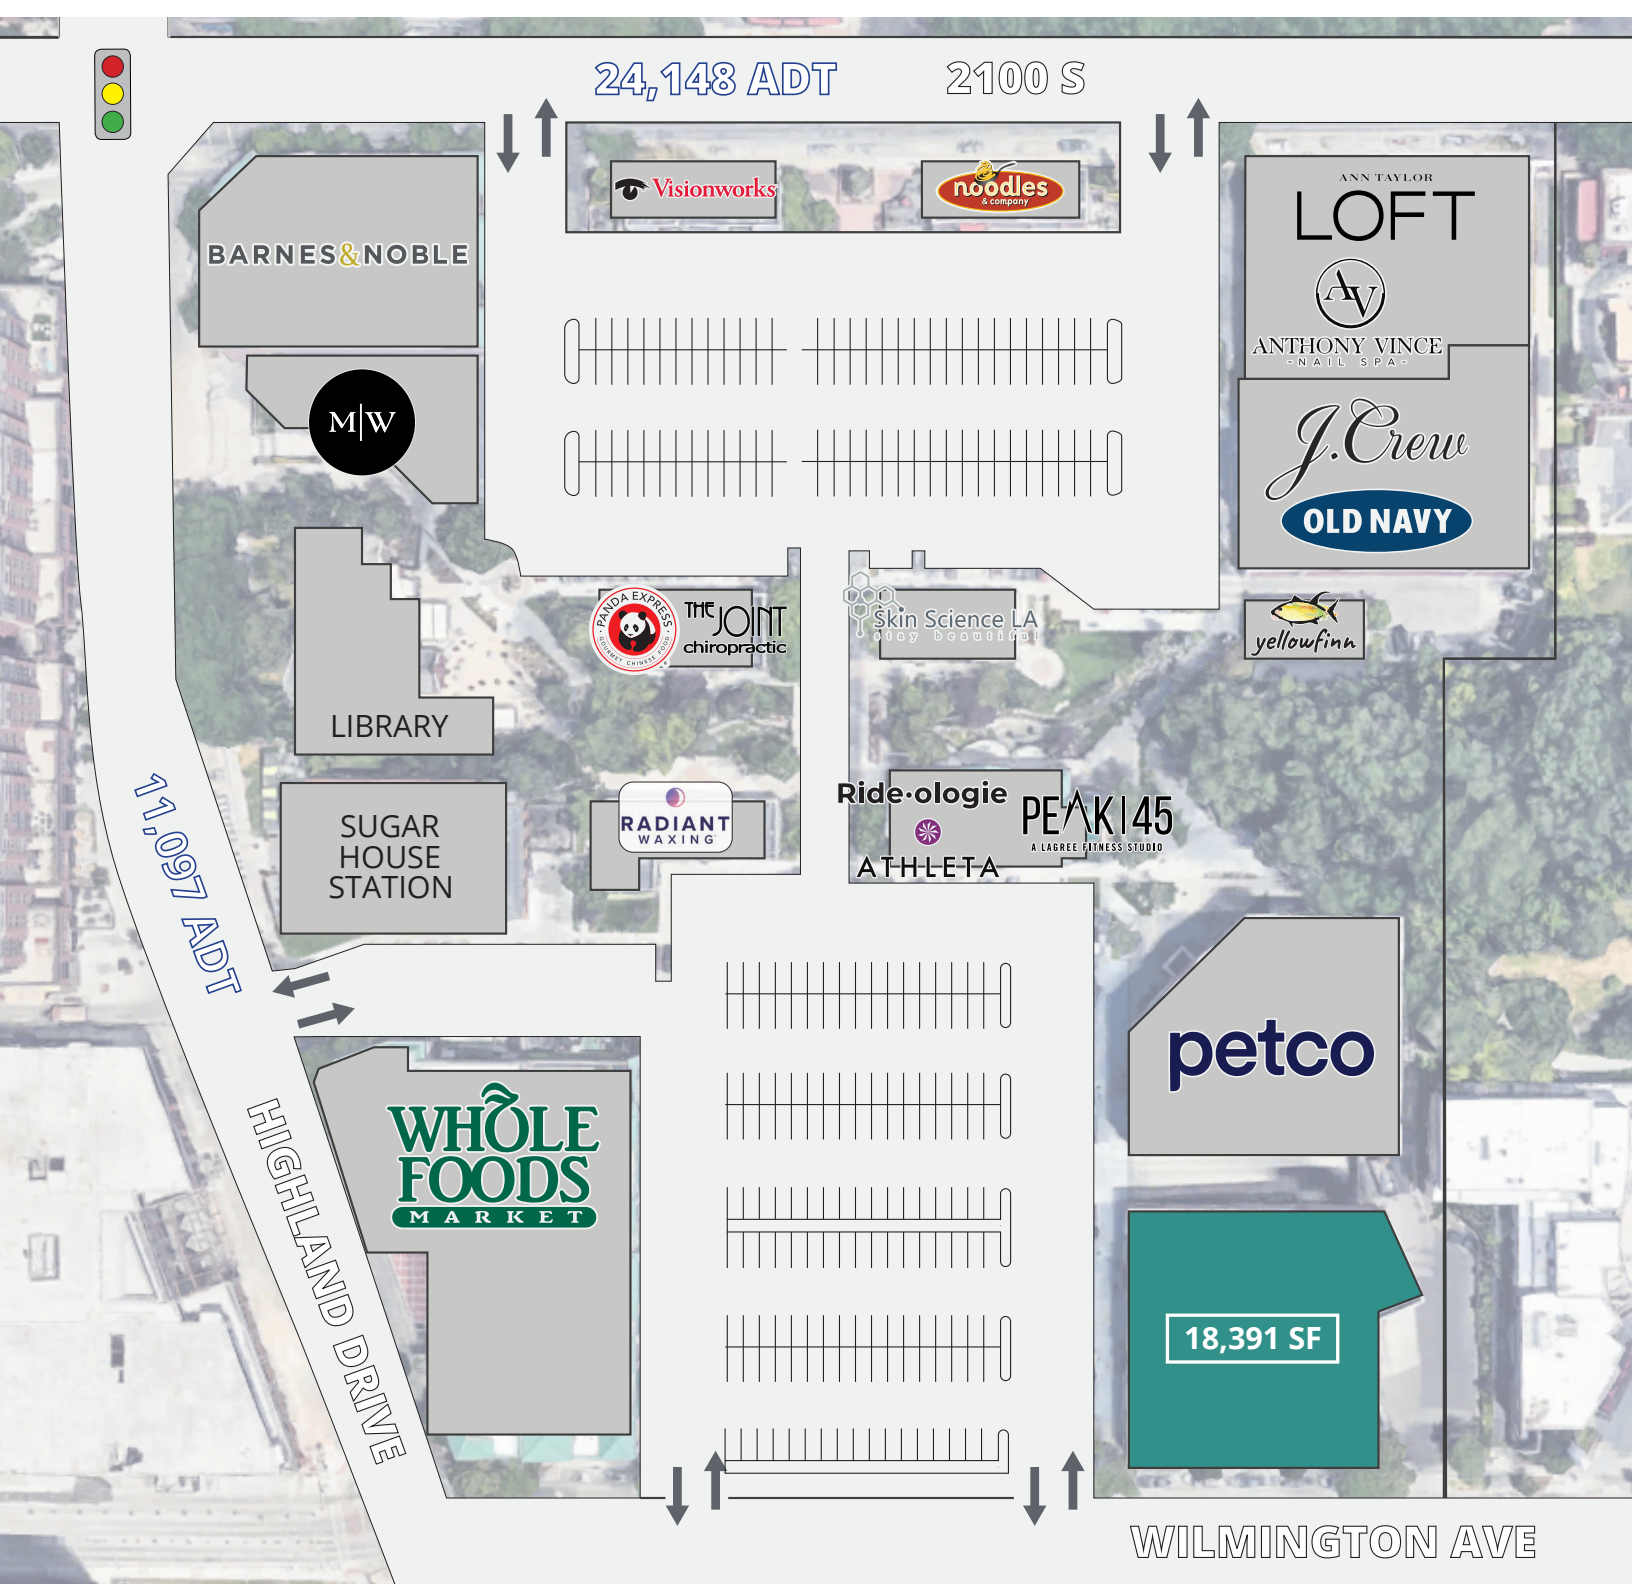 24,148 ADT
2100 S
Visionworks
noodles
& company
ANN TAYLOR
LOFT
AV
ANTHONY VINCE
-NAIL SPA-
BARNES&NOBLE
M|W
J.Crew
OLD NAVY
PANDA EXPRESS
GOURMET CHINESE FOOD
THE JOINT
chiropractic
Skin Science LA
stay beautiful
yellowfinn
LIBRARY
SUGAR
HOUSE
STATION
RADIANT
WAXING
Ride·ologie
ATHLETA
PEAK|45
A LAGREE FITNESS STUDIO
11,097 ADT
petco
WHOLE
FOODS
MARKET
HIGHLAND DRIVE
18,391 SF
WILMINGTON AVE